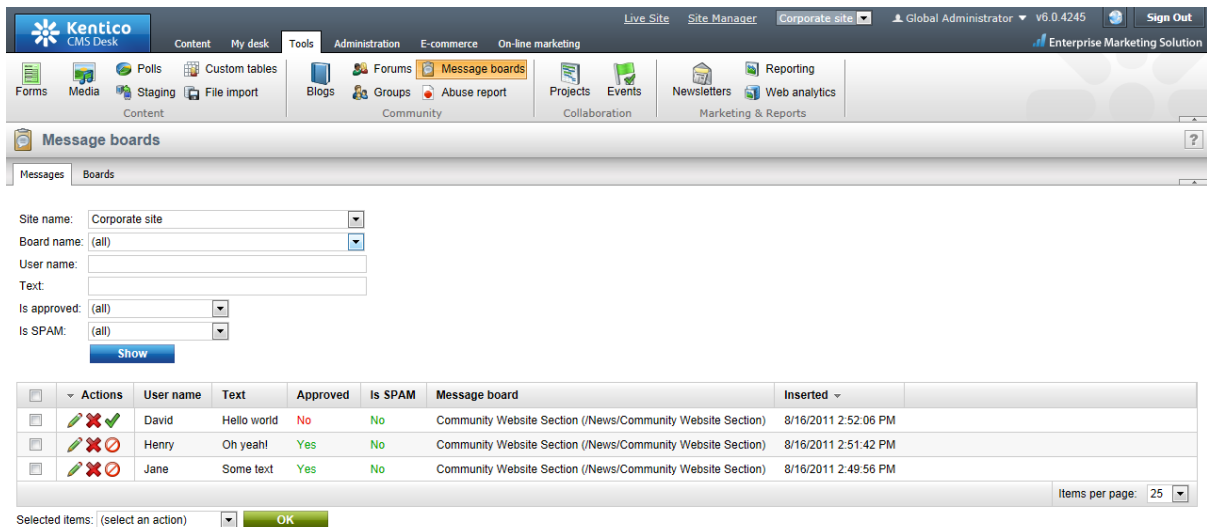 Kentico
CMS Desk
Live Site Site Manager Corporate site Global Administrator v6.0.4245 Sign Out
Content My desk Tools Administration E-commerce On-line marketing Enterprise Marketing Solution
Polls Custom tables Forums Message boards Reporting
Forms Media Staging File import Blogs Groups Abuse report Projects Events Newsletters Web analytics
Content Community Collaboration Marketing & Reports
Message boards ?
Messages Boards
Site name: Corporate site
Board name: (all)
User name:
Text:
Is approved: (all)
Is SPAM: (all)
Show
Actions User name Text Approved Is SPAM Message board Inserted
David Hello world No No Community Website Section (/News/Community Website Section) 8/16/2011 2:52:06 PM
Henry Oh yeah! Yes No Community Website Section (/News/Community Website Section) 8/16/2011 2:51:42 PM
Jane Some text Yes No Community Website Section (/News/Community Website Section) 8/16/2011 2:49:56 PM
Items per page: 25
Selected items: (select an action) OK